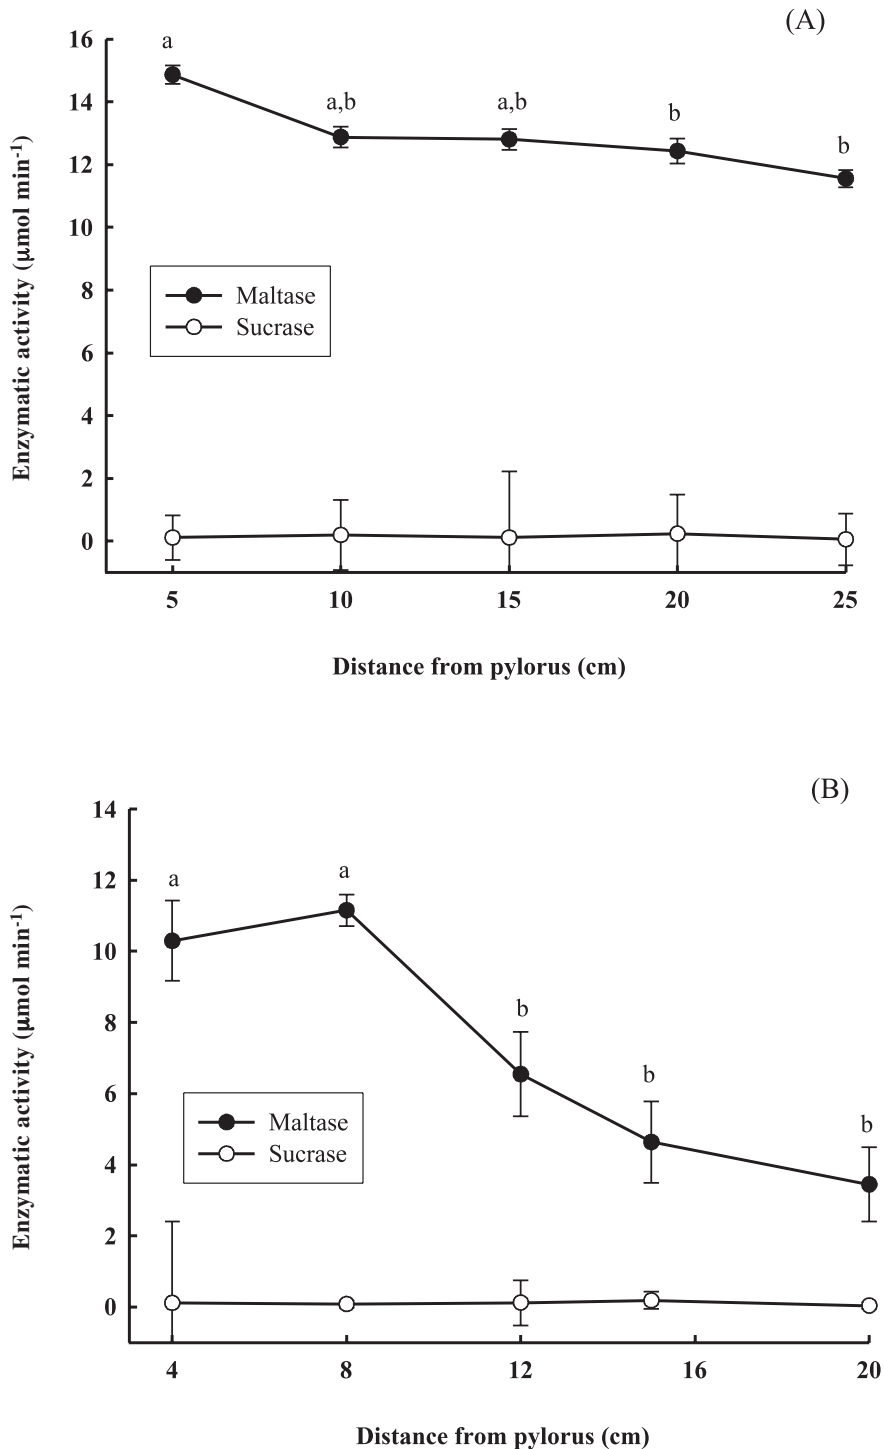 (A)
16
14
12
10
8
6
4
2
0
Enzymatic activity (μmol min-1)
a
a,b
a,b
b
b
Maltase
Sucrase
5 10 15 20 25
Distance from pylorus (cm)
(B)
14
12
10
8
6
4
2
0
Enzymatic activity (μmol min-1)
a
a
b
b
b
Maltase
Sucrase
4 8 12 16 20
Distance from pylorus (cm)